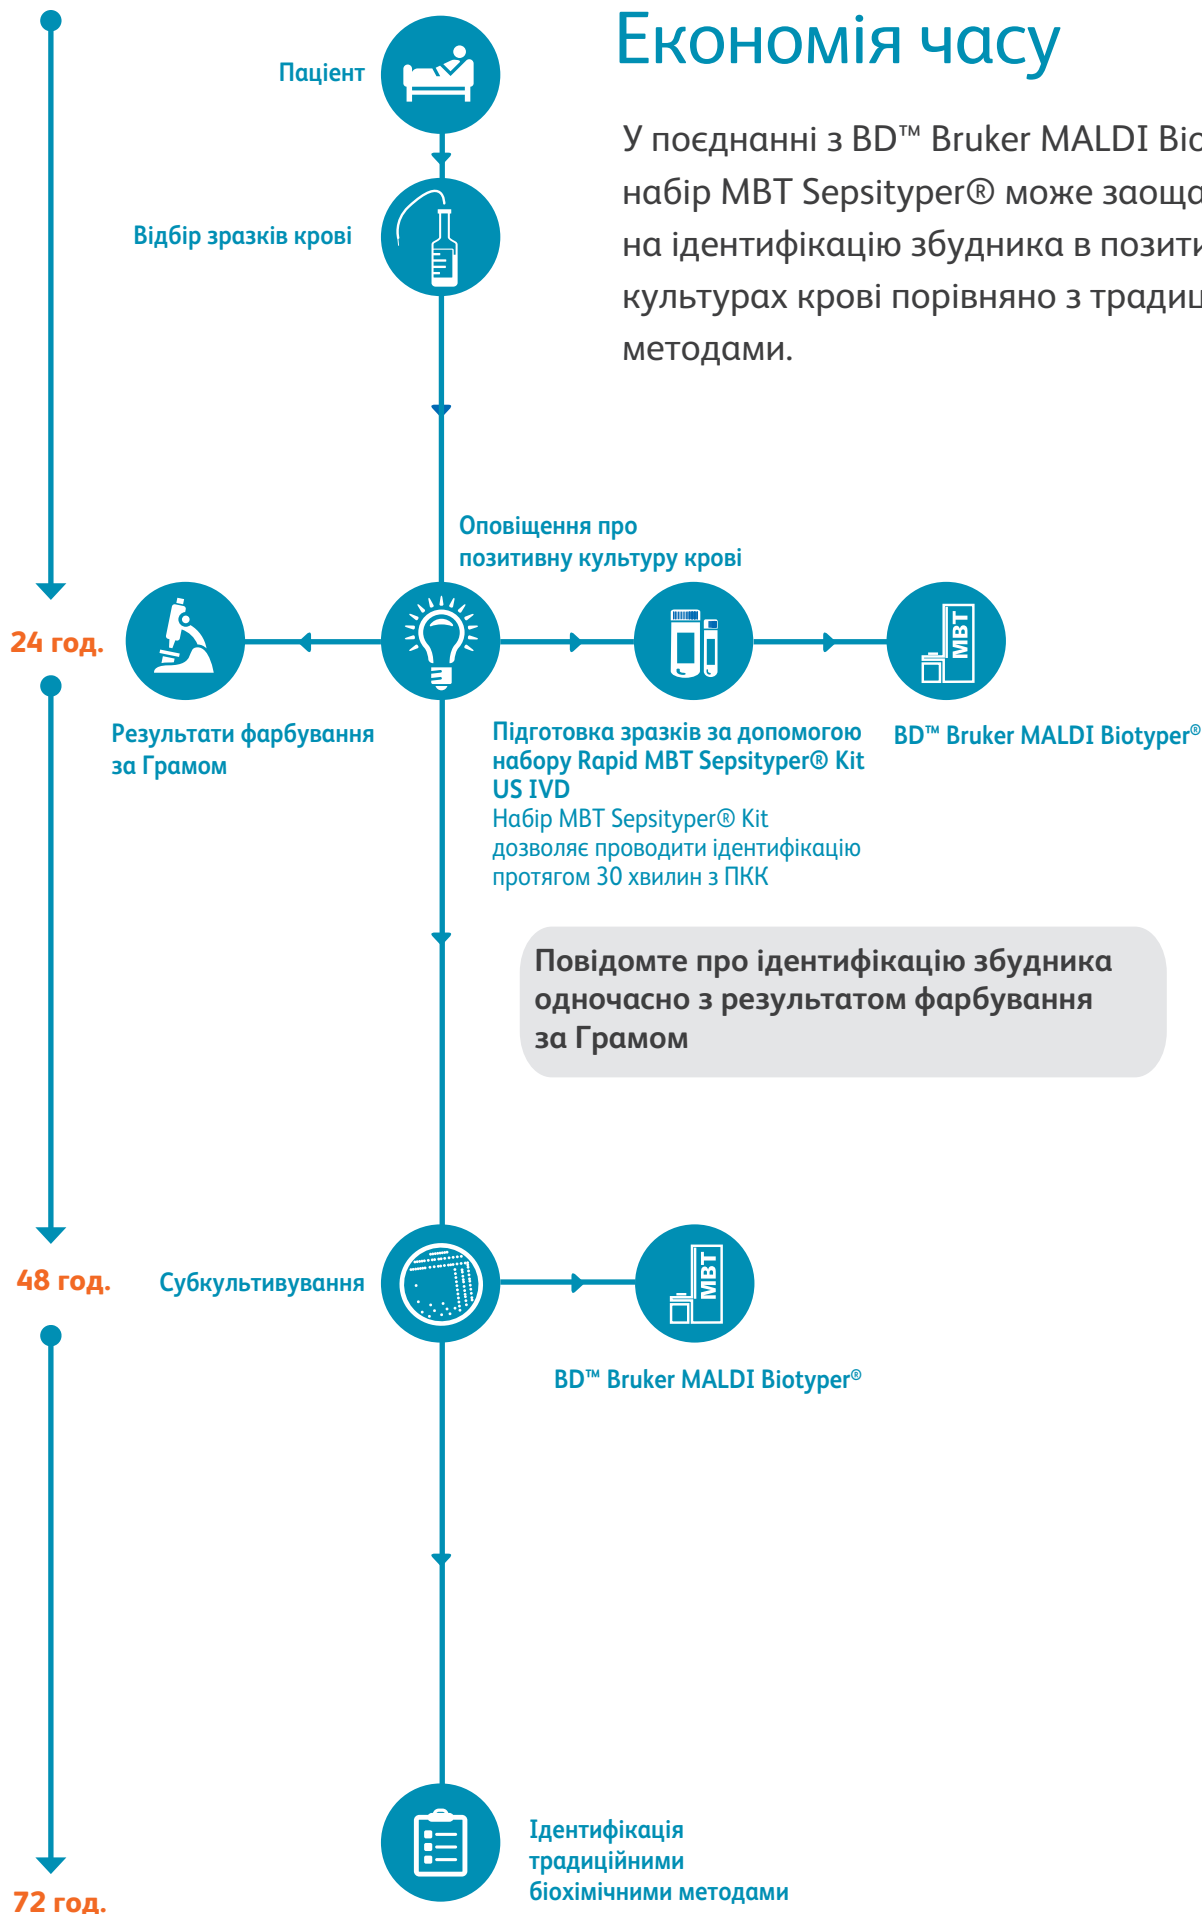 Економія часу
Пацієнт
У поєднанні з BD™ Bruker MALDI
набір MBT Sepsityper® може
на ідентифікацію збудника в
культурах крові порівняно з
методами.
Відбір зразків крові
Оповіщення про
позитивну культуру крові
24 год.
MBT
Результати фарбування
за Грамом
Підготовка зразків за допомогою
набору Rapid MBT Sepsityper® Kit
US IVD
Набір MBT Sepsityper® Kit
дозволяє проводити ідентифікацію
протягом 30 хвилин з ПКК
BD™ Bruker MALDI Biotyper®
Повідомте про ідентифікацію збудника
одночасно з результатом фарбування
за Грамом
48 год.
Субкультивування
MBT
BD™ Bruker MALDI Biotyper®
Ідентифікація
традиційними
біохімічними методами
72 год.